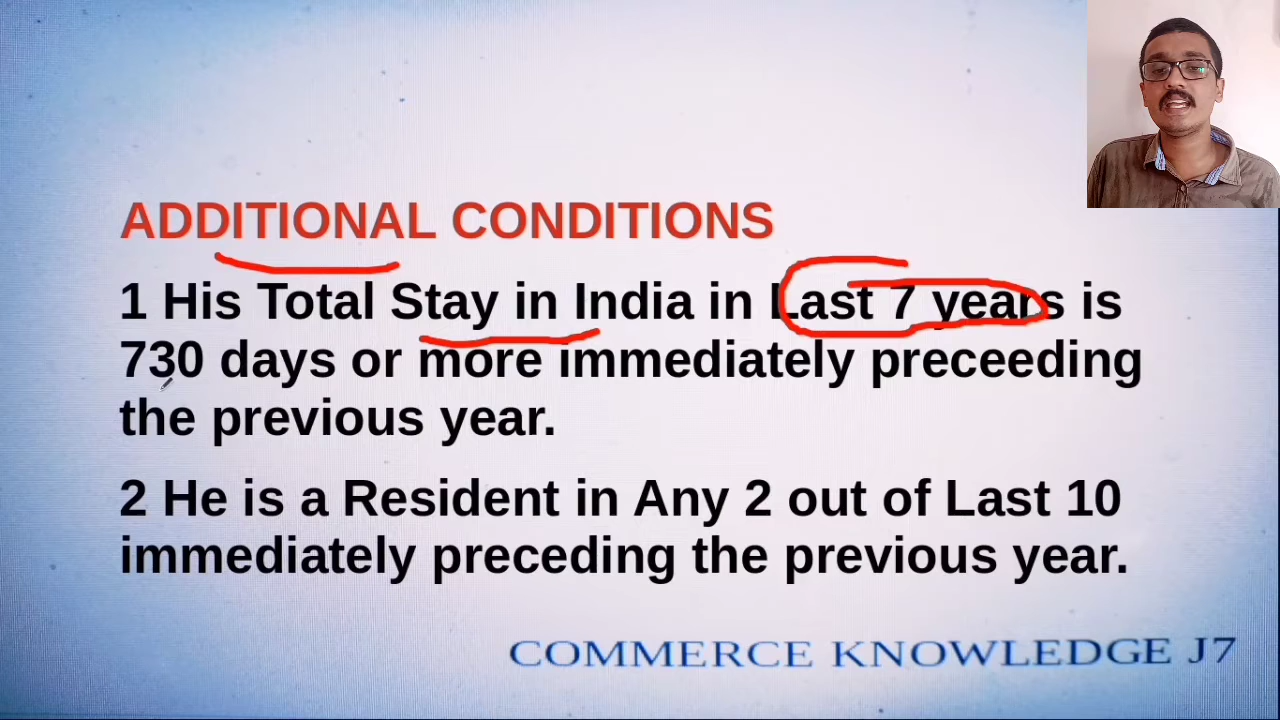 ADDITIONAL CONDITIONS
1 His Total Stay in India in Last 7 years is
730 days or more immediately preceeding
the previous year.
2 He is a Resident in Any 2 out of Last 10
immediately preceding the previous year.
COMMERCE KNOWLEDGE J7